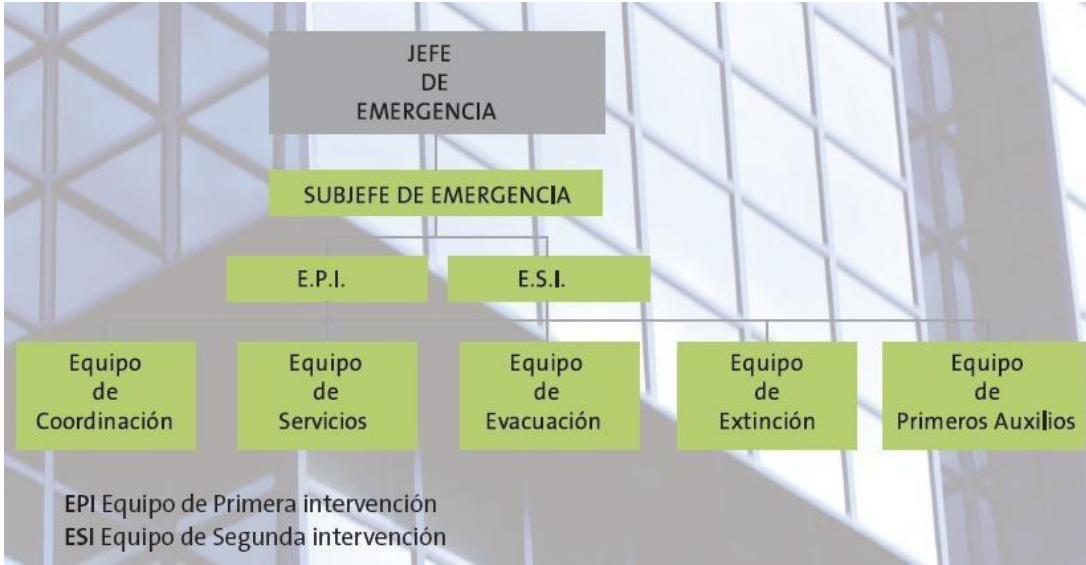 JEFE
DE
EMERGENCIA
SUBJEFE DE EMERGENCIA
E.P.I.
E.S.I.
Equipo
de
Coordinación
Equipo
de
Servicios
Equipo
de
Evacuación
Equipo
de
Extinción
Equipo
de
Primeros Auxilios
EPI Equipo de Primera intervención
ESI Equipo de Segunda intervención